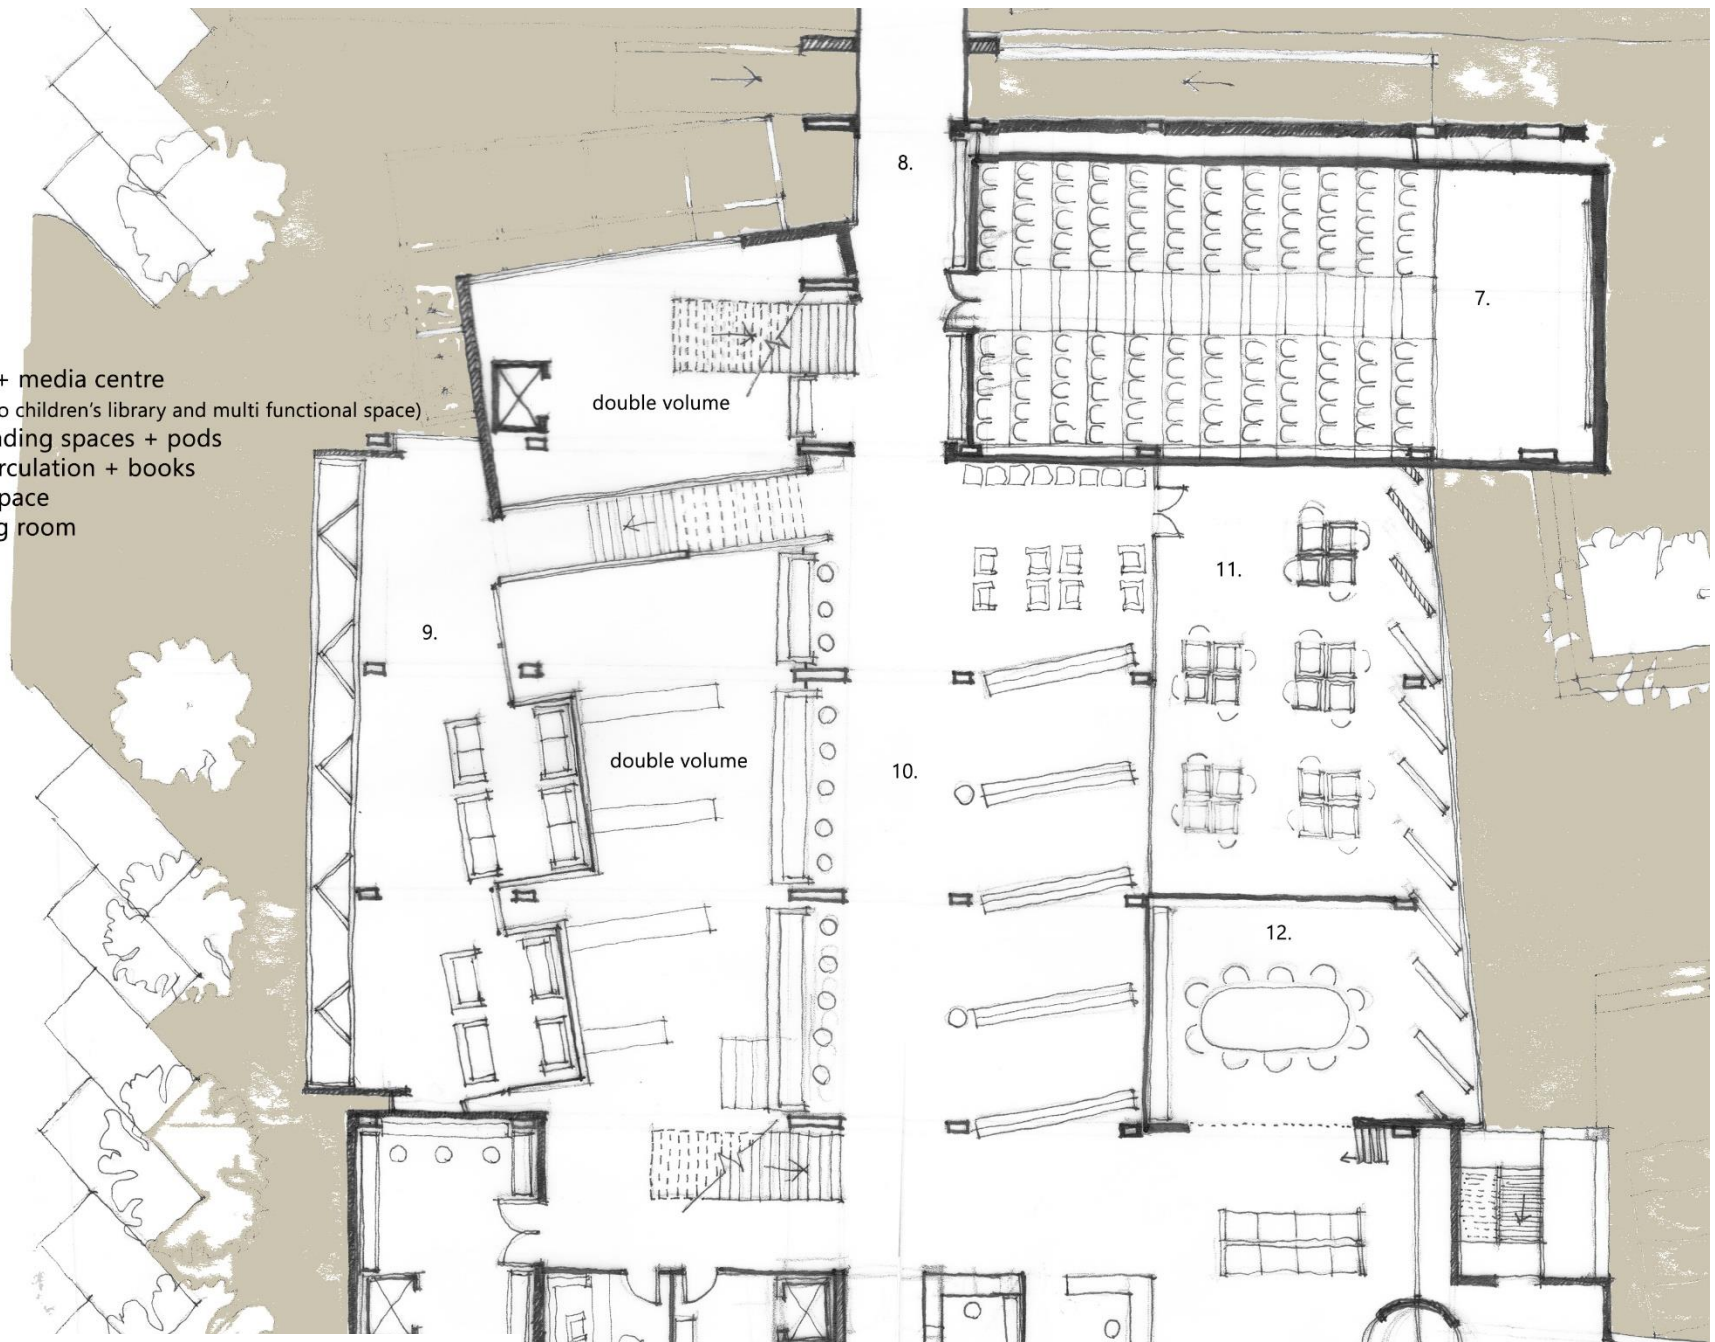 8.
7.
+ media centre
o children's library and multi functional space)
double volume
ding spaces + pods
rculation + books
pace
g room
11.
9.
double volume
10.
12.